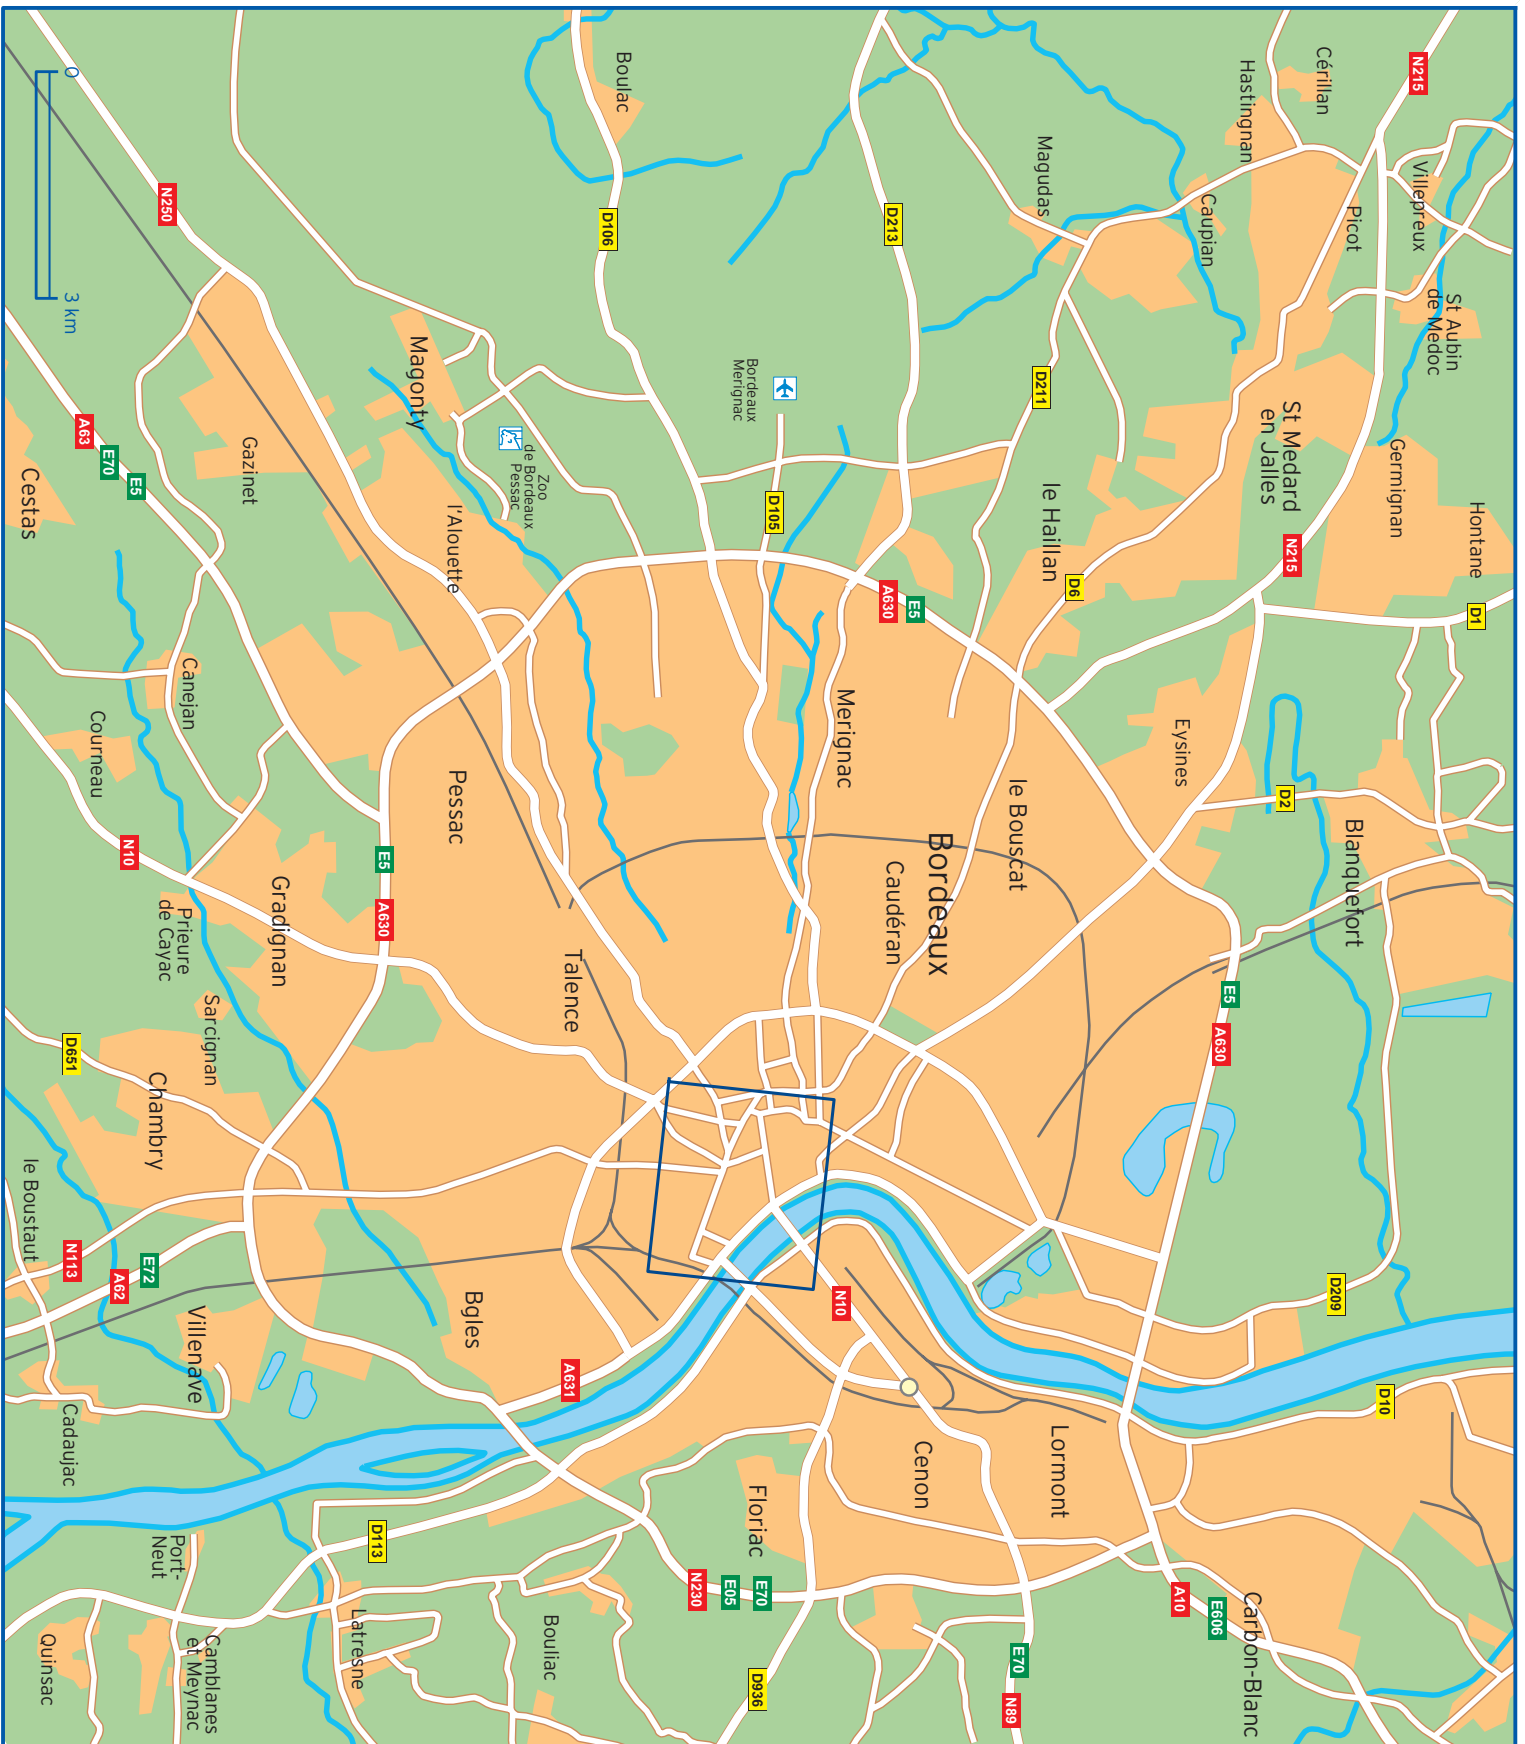 Cérillan
Hastingnan
N215
Villepreux
Picot
Caupian
Magudas
St Aubin
de Medoc
Boulac
D213
D106
N250
0
3 km
D211
Bordeaux
Merignac
Magonty
St Medard
en Jalles
Germignan
Hontane
N215
D1
le Haillan
D6
D105
Zoo
de Bordeaux
Pessac
l'Alouette
Gazinet
A63
E70
E5
Cestas
A630
E5
Merignac
Eysines
D2
le Bouscat
Bordeaux
Caudéran
Blanquefort
Pessac
Canejan
Courneau
N10
E5
A630
Gradignan
Prieure
de Cayac
Talence
Sarcignan
E5
A630
D651
Chambry
le Boustaut
N113
A62
E72
Villenave
Bgles
A631
N10
D209
D10
Cadaujac
Lormont
Cenon
Floriac
Port-
Neut
D113
N230
E05
E70
A10
E606
Carbon-Blanc
E70
N89
D936
Bouliac
Latresne
Camblanes
et Meynac
Quinsac